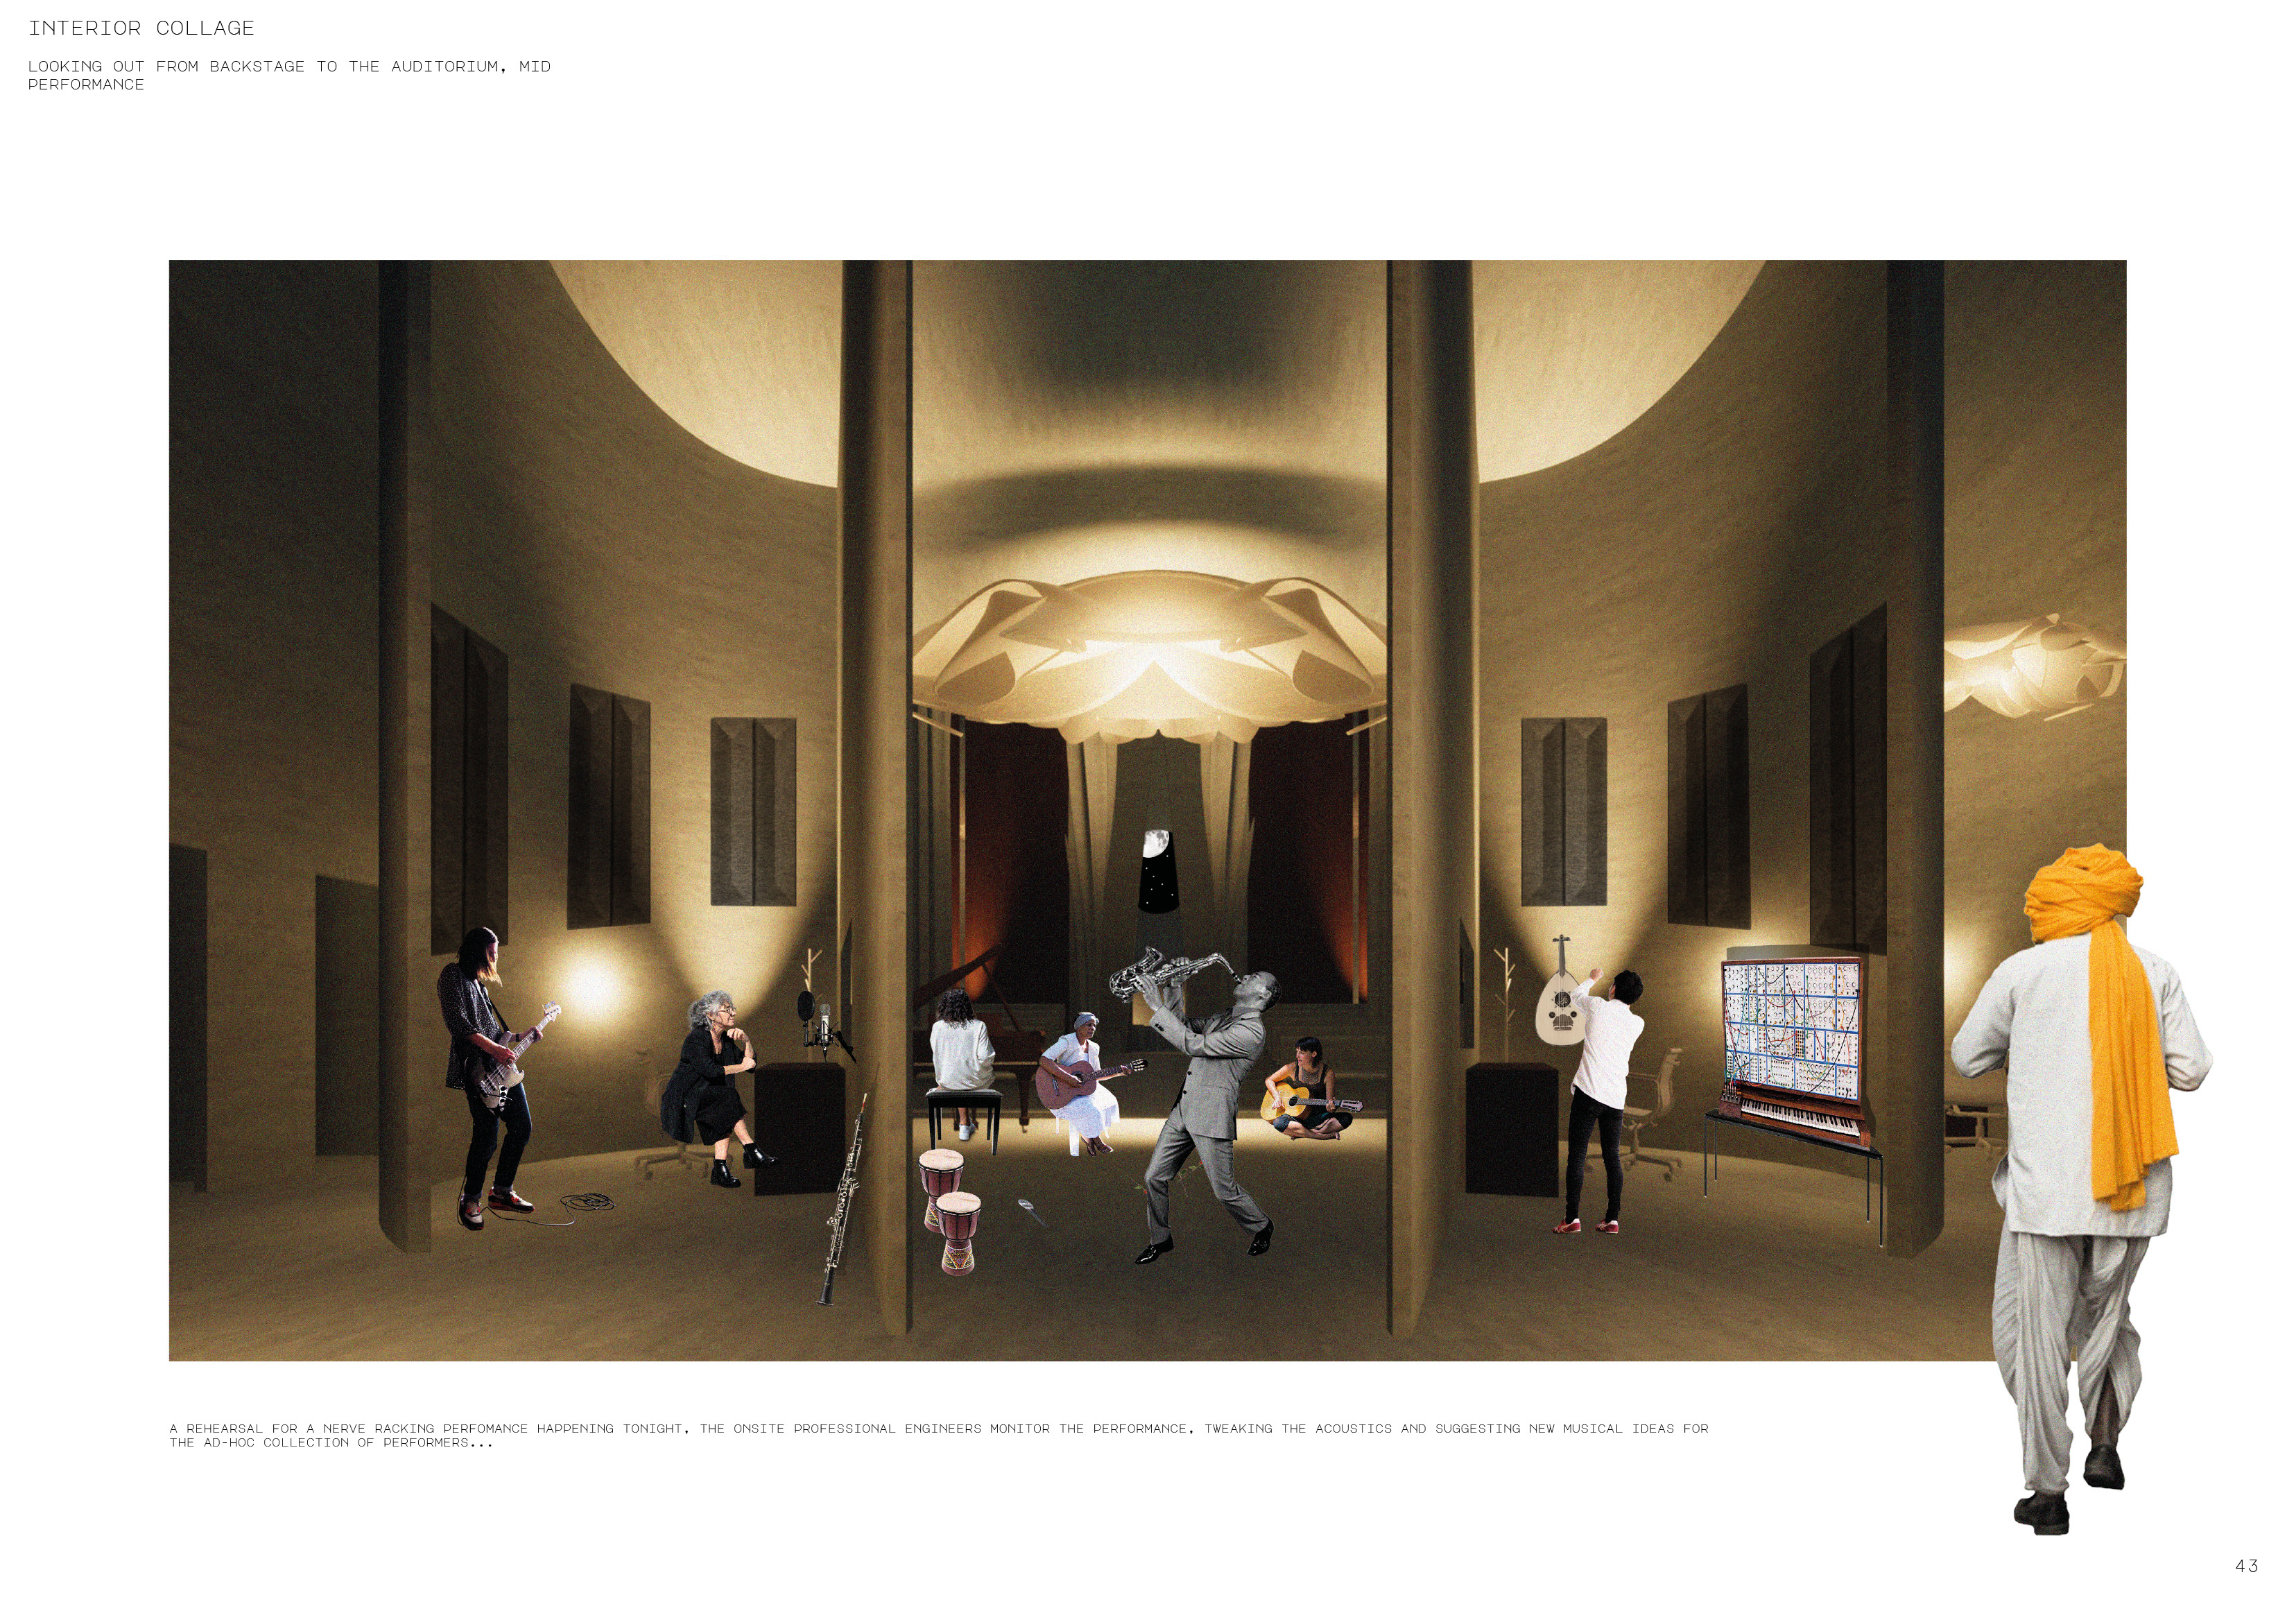 INTERIOR COLLAGE
LOOKING OUT FROM BACKSTAGE TO THE AUDITORIUM, MID
PERFORMANCE
A REHEARSAL FOR A NERVE RACKING PERFOMANCE HAPPENING TONIGHT, THE ONSITE PROFESSIONAL ENGINEERS MONITOR THE PERFORMANCE, TWEAKING THE ACOUSTICS AND SUGGESTING NEW MUSICAL IDEAS FOR
THE AD-HOC COLLECTION OF PERFORMERS...
43